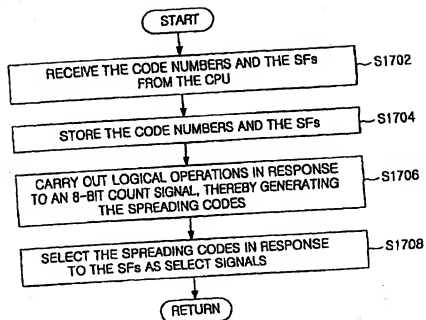 START
RECEIVE THE CODE NUMBERS AND THE SFs
FROM THE CPU
S1702
STORE THE CODE NUMBERS AND THE SFs
S1704
CARRY OUT LOGICAL OPERATIONS IN RESPONSE
TO AN 8-BIT COUNT SIGNAL, THEREBY GENERATING
THE SPREADING CODES
S1706
SELECT THE SPREADING CODES IN RESPONSE
TO THE SFs AS SELECT SIGNALS
S1708
RETURN